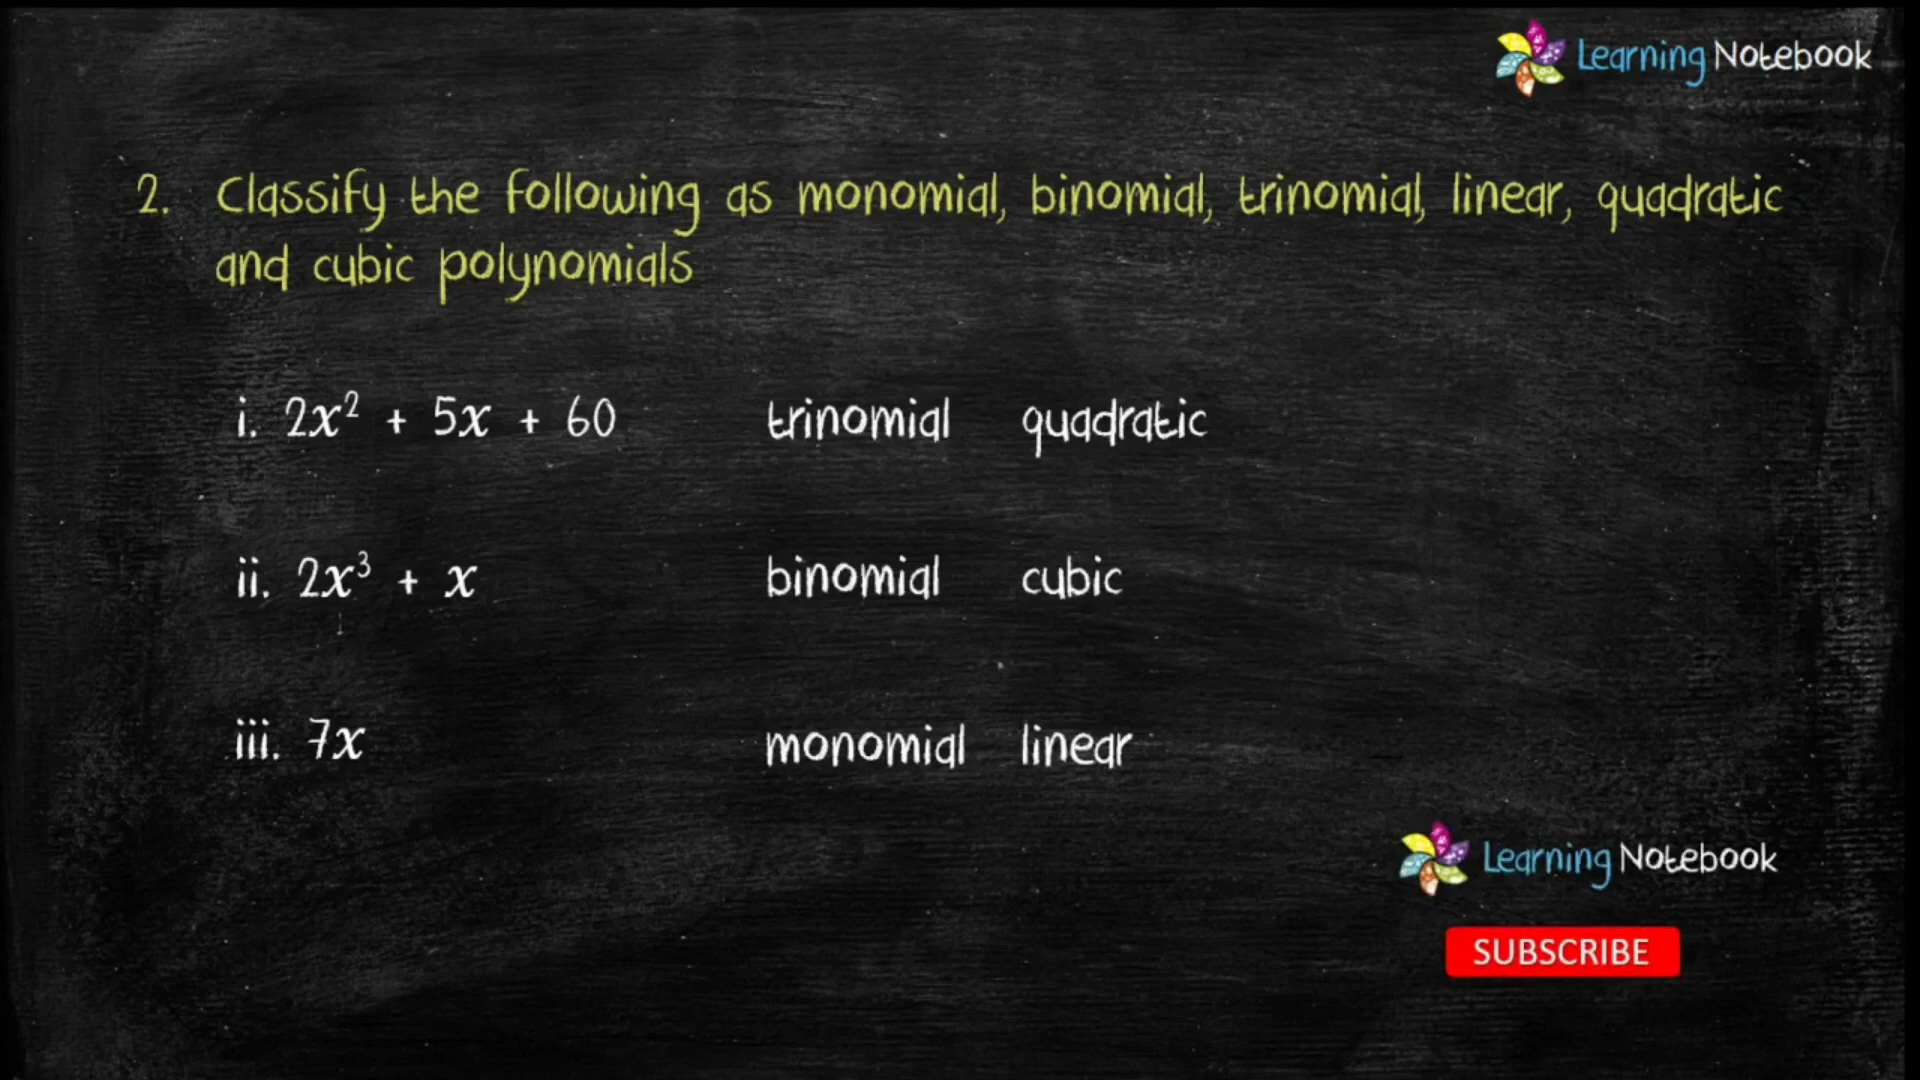 Learning Notebook
2. Classify the following as monomial, binomial, trinomial, linear, quadratic
and cubic polynomials
i. 2x² + 5x + 60 trinomial quadratic
ii. 2x³ + x binomial cubic
iii. 7x monomial linear
Learning Notebook
SUBSCRIBE